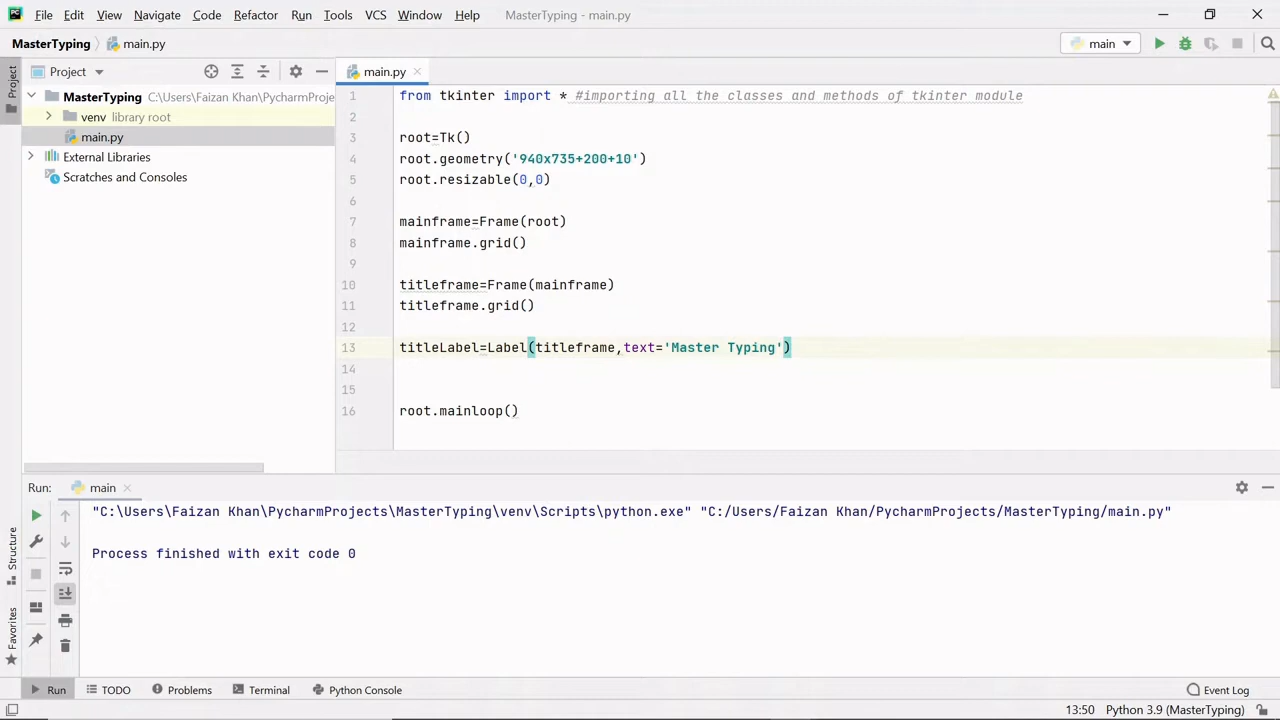 PC File Edit View Navigate Code Refactor Run Tools VCS Window Help MasterTyping - main.py
MasterTyping main.py main
Project
Project main.py
MasterTyping C:\Users\Faizan Khan\PycharmProje
venv library root
main.py
External Libraries
Scratches and Consoles
1 from tkinter import * #importing all the classes and methods of tkinter module
2
3 root=Tk()
4 root.geometry('940x735+200+10')
5 root.resizable(0,0)
6
7 mainframe=Frame(root)
8 mainframe.grid()
9
10 titleframe=Frame(mainframe)
11 titleframe.grid()
12
13 titleLabel=Label(titleframe,text='Master Typing')
14
15
16 root.mainloop()
Run: main
"C:\Users\Faizan Khan\PycharmProjects\MasterTyping\venv\Scripts\python.exe" "C:/Users/Faizan Khan/PycharmProjects/MasterTyping/main.py"
Process finished with exit code 0
Structure
Favorites
Run TODO Problems Terminal Python Console Event Log
13:50 Python 3.9 (MasterTyping)